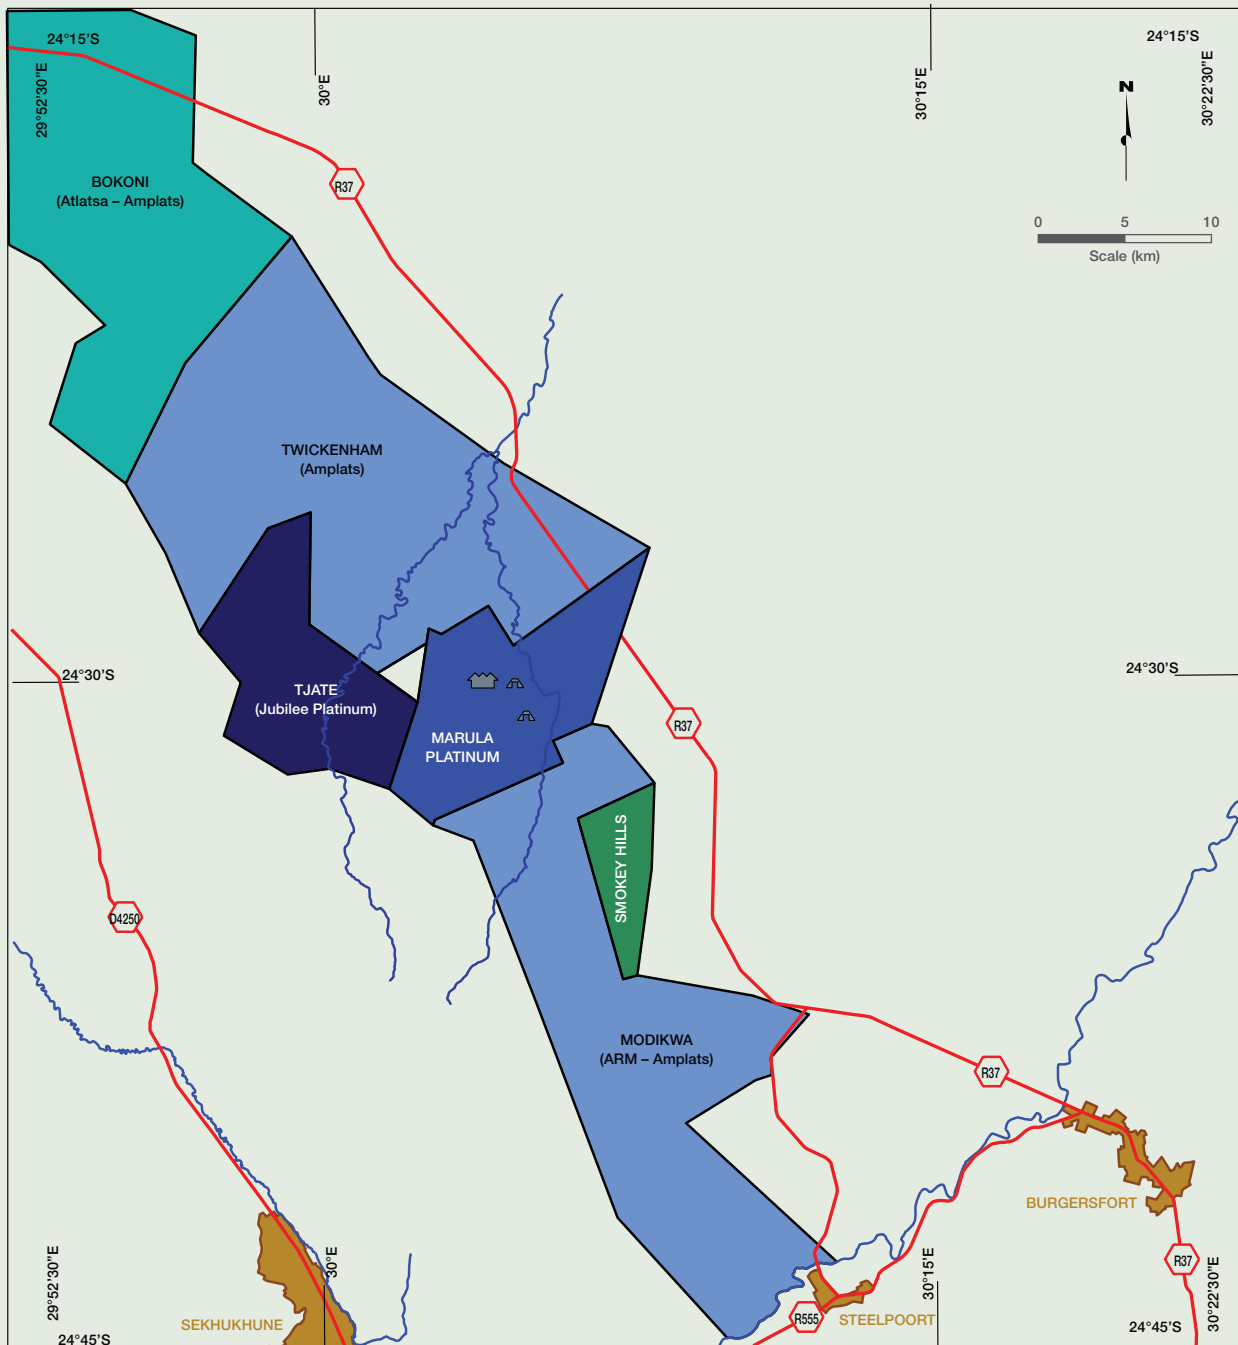 24°15'S
24°15'S
29°52'30"E
30°E
30°15'E
30°22'30"E
N
R37
BOKONI
(Atlatsa – Amplats)
0 5 10
Scale (km)
TWICKENHAM
(Amplats)
24°30'S
24°30'S
TJATE
(Jubilee Platinum)
R37
MARULA
PLATINUM
SMOKEY HILLS
D4250
MODIKWA
(ARM – Amplats)
R37
BURGERSFORT
R37
29°52'30"E
30°E
30°15'E
30°22'30"E
SEKHUKHUNE
R555
STEELPOORT
24°45'S
24°45'S